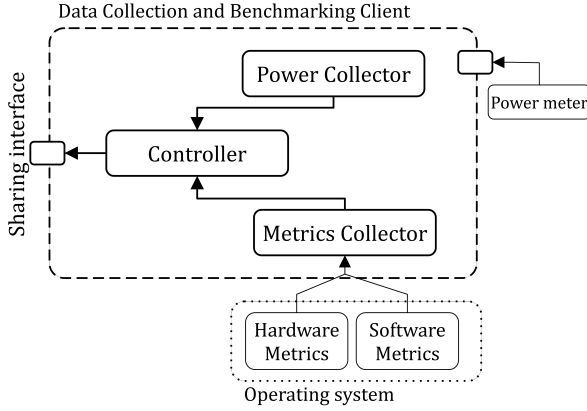 Data Collection and Benchmarking Client
Power Collector
Power meter
Sharing interface
Controller
Metrics Collector
Hardware
Metrics
Software
Metrics
Operating system